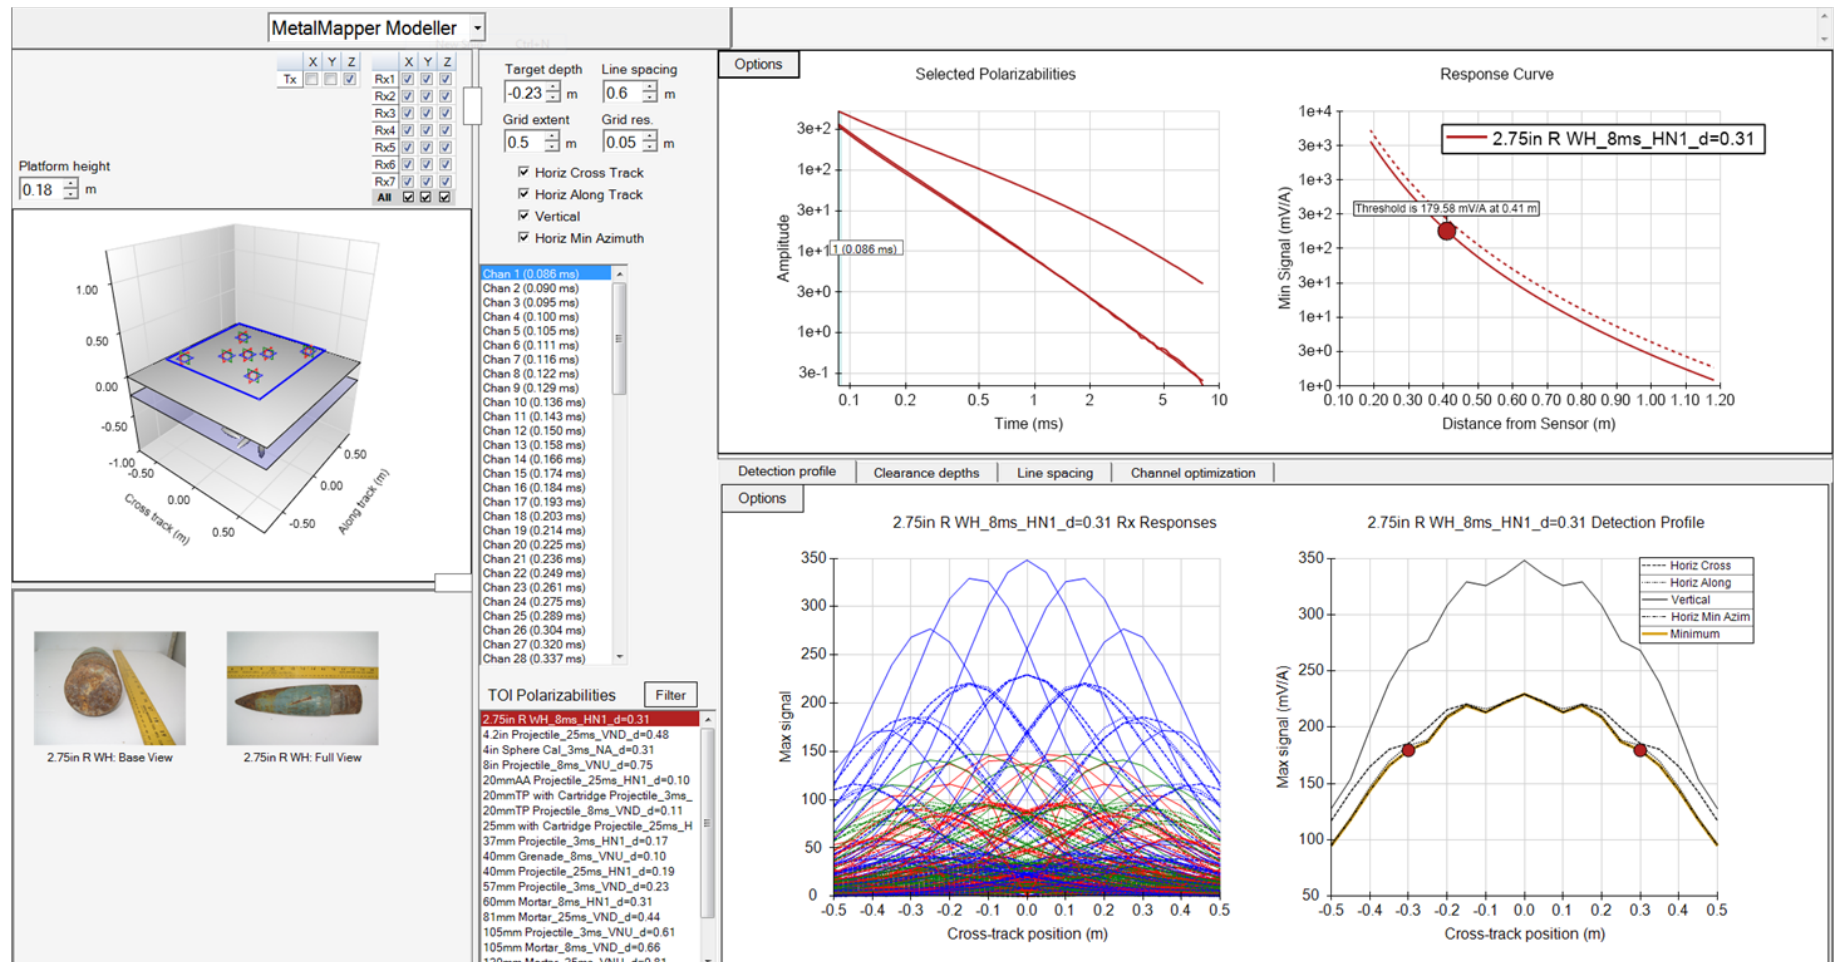 MetalMapper Modeller
X Y Z
Tx
X Y Z
Rx1
Rx2
Rx3
Rx4
Rx5
Rx6
Rx7
All
Platform height
0.18 m
1.00
0.50
0.00
-0.50
-1.00
-0.50
0.00
0.50
Cross track (m)
-0.50
0.00
0.50
Along track (m)
2.75in R WH: Base View
2.75in R WH: Full View
Target depth Line spacing
-0.23 m 0.6 m
Grid extent Grid res.
0.5 m 0.05 m
Horiz Cross Track
Horiz Along Track
Vertical
Horiz Min Azimuth
Chan 1 (0.086 ms)
Chan 2 (0.090 ms)
Chan 3 (0.095 ms)
Chan 4 (0.100 ms)
Chan 5 (0.105 ms)
Chan 6 (0.111 ms)
Chan 7 (0.116 ms)
Chan 8 (0.122 ms)
Chan 9 (0.129 ms)
Chan 10 (0.136 ms)
Chan 11 (0.143 ms)
Chan 12 (0.150 ms)
Chan 13 (0.158 ms)
Chan 14 (0.166 ms)
Chan 15 (0.174 ms)
Chan 16 (0.184 ms)
Chan 17 (0.193 ms)
Chan 18 (0.203 ms)
Chan 19 (0.214 ms)
Chan 20 (0.225 ms)
Chan 21 (0.236 ms)
Chan 22 (0.249 ms)
Chan 23 (0.261 ms)
Chan 24 (0.275 ms)
Chan 25 (0.289 ms)
Chan 26 (0.304 ms)
Chan 27 (0.320 ms)
Chan 28 (0.337 ms)
TOI Polarizabilities Filter
2.75in R WH_8ms_HN1_d=0.31
4.2in Projectile_25ms_VND_d=0.48
4in Sphere Cal_3ms_NA_d=0.31
8in Projectile_8ms_VNU_d=0.75
20mmAA Projectile_25ms_HN1_d=0.10
20mmTP with Cartridge Projectile_3ms_
20mmTP Projectile_8ms_VND_d=0.11
25mm with Cartridge Projectile_25ms_H
37mm Projectile_3ms_HN1_d=0.17
40mm Grenade_8ms_VNU_d=0.10
40mm Projectile_25ms_HN1_d=0.19
57mm Projectile_3ms_VND_d=0.23
60mm Mortar_8ms_HN1_d=0.31
81mm Mortar_25ms_VND_d=0.44
105mm Projectile_3ms_VNU_d=0.61
105mm Mortar_8ms_VND_d=0.66
Options
Selected Polarizabilities
Amplitude
3e+2
1e+2
3e+1
1e+1
3e+0
1e+0
3e-1
1 (0.086 ms)
0.1 0.2 0.5 1 2 5 10
Time (ms)
Response Curve
Min Signal (mV/A)
1e+4
3e+3
1e+3
3e+2
1e+2
3e+1
1e+1
3e+0
1e+0
2.75in R WH_8ms_HN1_d=0.31
Threshold is 179.58 mV/A at 0.41 m
0.10 0.20 0.30 0.40 0.50 0.60 0.70 0.80 0.90 1.00 1.10 1.20
Distance from Sensor (m)
Detection profile Clearance depths Line spacing Channel optimization
Options
2.75in R WH_8ms_HN1_d=0.31 Rx Responses
Max signal
350
300
250
200
150
100
50
0
-0.5 -0.4 -0.3 -0.2 -0.1 0.0 0.1 0.2 0.3 0.4 0.5
Cross-track position (m)
2.75in R WH_8ms_HN1_d=0.31 Detection Profile
Max signal (mV/A)
350
300
250
200
150
100
50
Horiz Cross
Horiz Along
Vertical
Horiz Min Azim
Minimum
-0.5 -0.4 -0.3 -0.2 -0.1 0.0 0.1 0.2 0.3 0.4 0.5
Cross-track position (m)